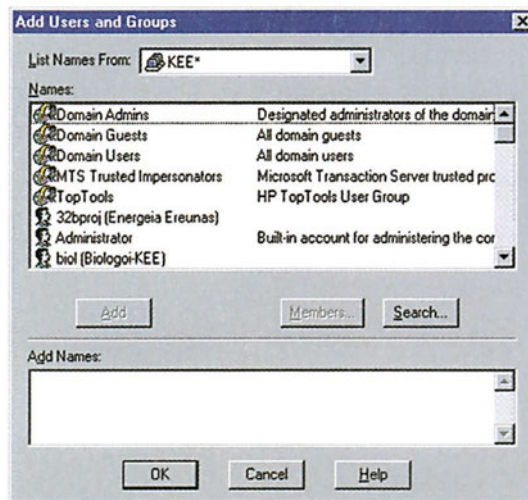 Add Users and Groups
List Names From: KEE*
Names:
Domain Admins Designated administrators of the domain
Domain Guests All domain guests
Domain Users All domain users
MTS Trusted Impersonators Microsoft Transaction Server trusted pro
TopTools HP TopTools User Group
32bproj (Energeia Ereunas)
Administrator Built-in account for administering the cor
biol (Biologoi-KEE)
Add Members... Search...
Add Names:
OK Cancel Help